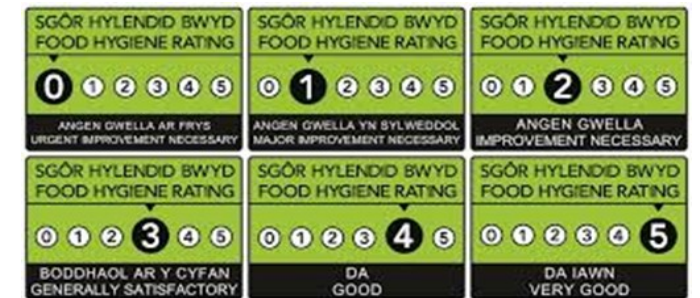 SGÔR HYLENDID BWYD
FOOD HYGIENE RATING
0 1 2 3 4 5
ANGEN GWELLA AR FRYS
URGENT IMPROVEMENT NECESSARY
SGÔR HYLENDID BWYD
FOOD HYGIENE RATING
0 1 2 3 4 5
ANGEN GWELLA YN SYLWEDDOL
MAJOR IMPROVEMENT NECESSARY
SGÔR HYLENDID BWYD
FOOD HYGIENE RATING
0 1 2 3 4 5
ANGEN GWELLA
IMPROVEMENT NECESSARY
SGÔR HYLENDID BWYD
FOOD HYGIENE RATING
0 1 2 3 4 5
BODDHAOL AR Y CYFAN
GENERALLY SATISFACTORY
SGÔR HYLENDID BWYD
FOOD HYGIENE RATING
0 1 2 3 4 5
DA
GOOD
SGÔR HYLENDID BWYD
FOOD HYGIENE RATING
0 1 2 3 4 5
DA IAWN
VERY GOOD